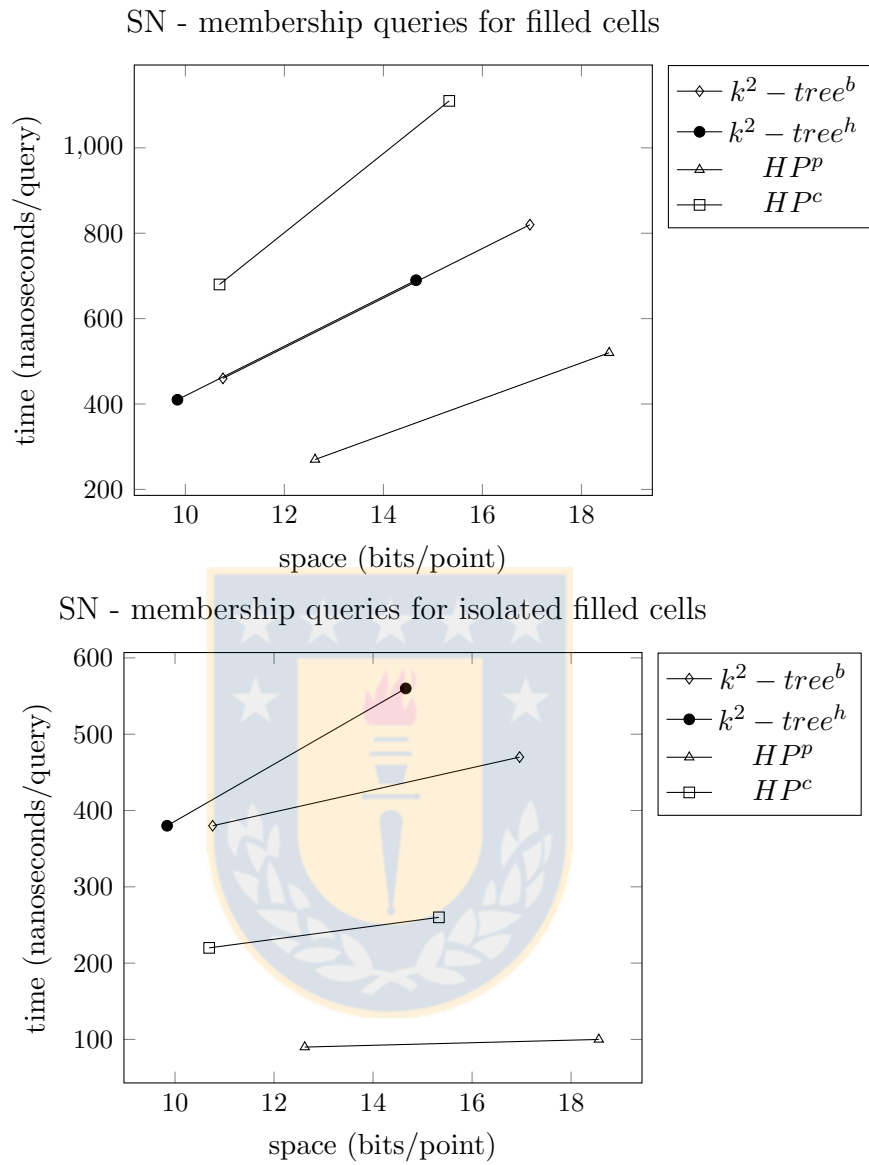 SN - membership queries for filled cells
1,000
800
600
400
200
10 12 14 16 18
time (nanoseconds/query)
space (bits/point)
k² − tree^b
k² − tree^h
HP^p
HP^c
SN - membership queries for isolated filled cells
600
500
400
300
200
100
10 12 14 16 18
time (nanoseconds/query)
space (bits/point)
k² − tree^b
k² − tree^h
HP^p
HP^c